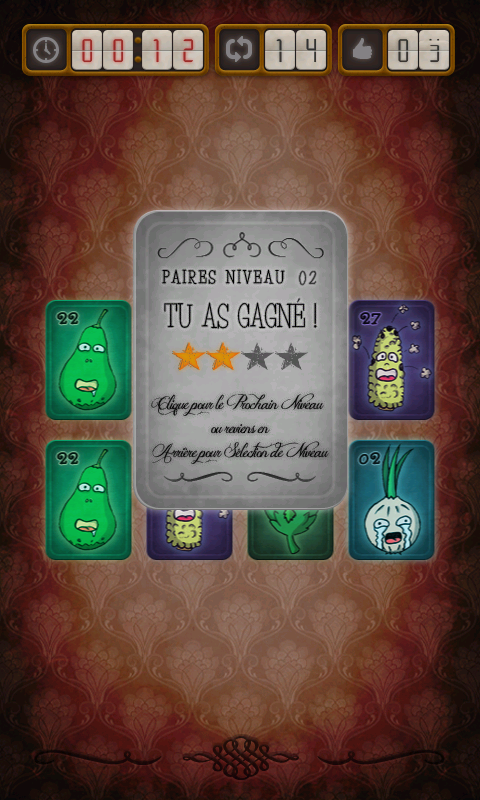 00:12
14
03
PAIRES NIVEAU 02
TU AS GAGNÉ !
Clique pour le Prochain Niveau
ou reviens en
Arrière pour Sélection de Niveau
22
27
22
02